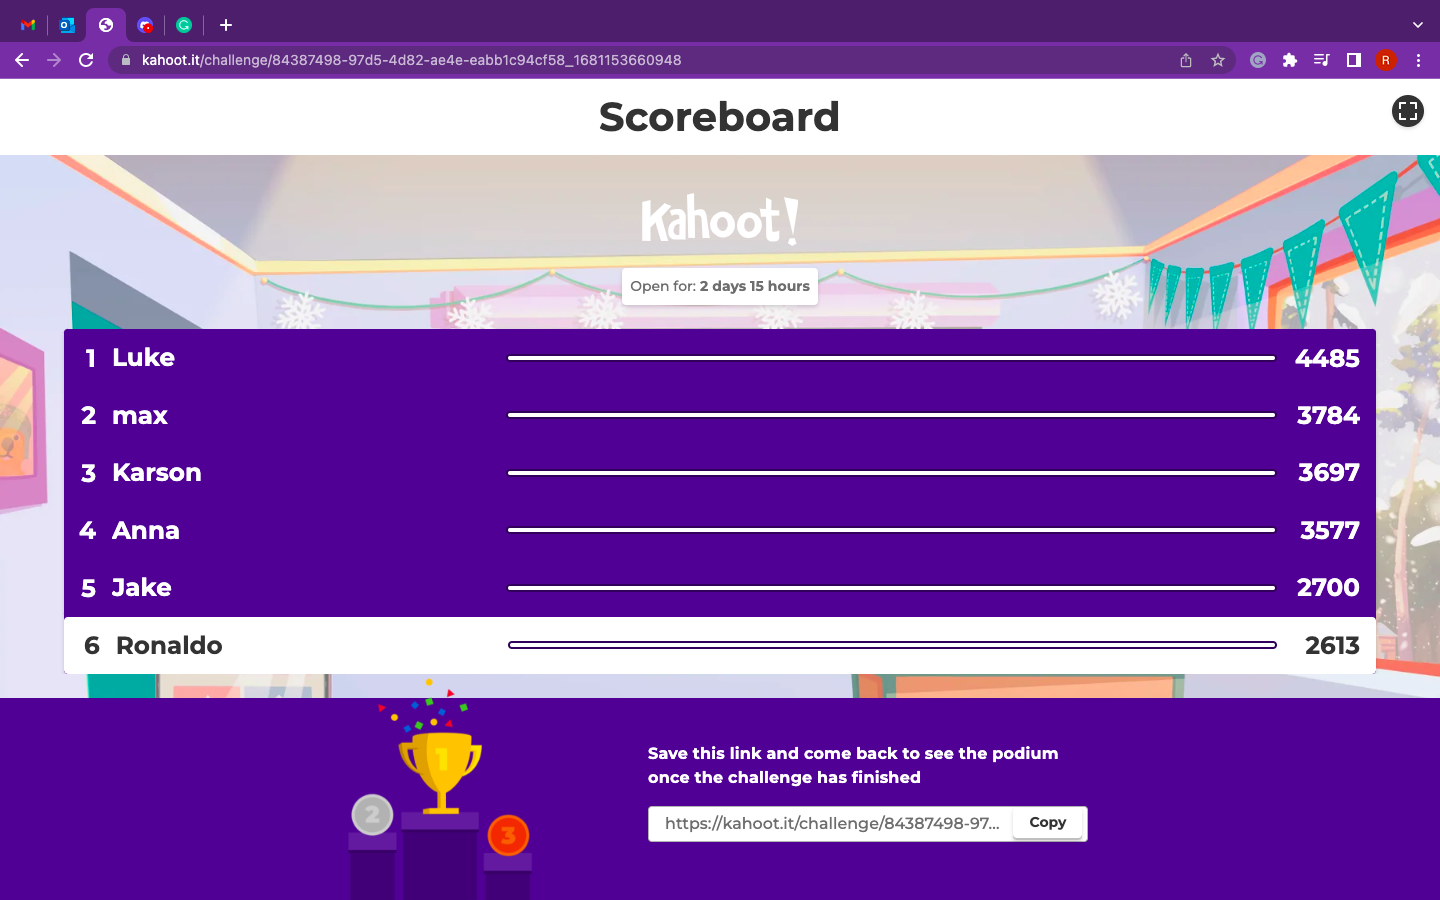 kahoot.it/challenge/84387498-97d5-4d82-ae4e-eabb1c94cf58_1681153660948
R
Scoreboard
Kahoot!
Open for: 2 days 15 hours
1 Luke 4485
2 max 3784
3 Karson 3697
4 Anna 3577
5 Jake 2700
6 Ronaldo 2613
1
2
3
Save this link and come back to see the podium
once the challenge has finished
https://kahoot.it/challenge/84387498-97... Copy